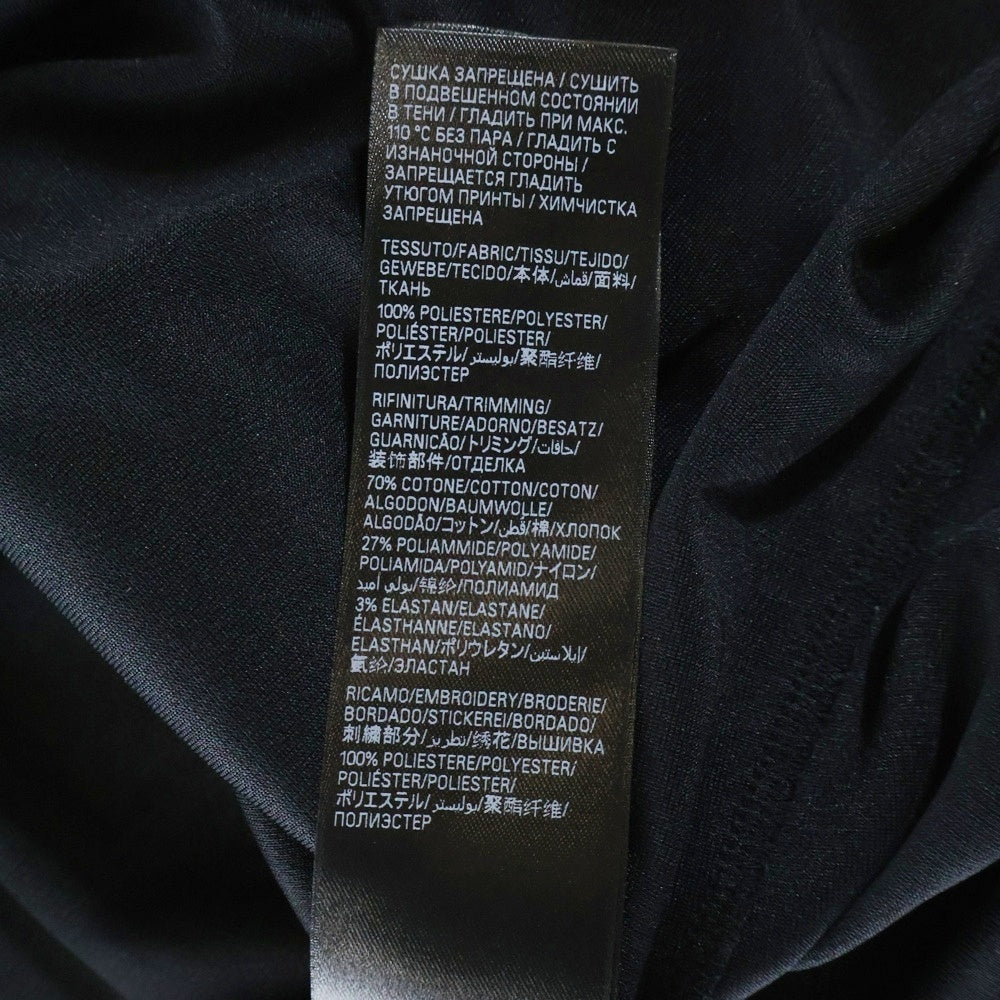 СУШКА ЗАПРЕЩЕНА / СУШИТЬ
В ПОДВЕШЕННОМ СОСТОЯНИИ
В ТЕНИ / ГЛАДИТЬ ПРИ МАКС.
110 °C БЕЗ ПАРА / ГЛАДИТЬ С
ИЗНАНОЧНОЙ СТОРОНЫ /
ЗАПРЕЩАЕТСЯ ГЛАДИТЬ
УТЮГОМ ПРИНТЫ / ХИМЧИСТКА
ЗАПРЕЩЕНА
TESSUTO/FABRIC/TISSU/TEJIDO/
GEWEBE/TECIDO/本体/قماش/面料/
ТКАНЬ
100% POLIESTERE/POLYESTER/
POLIÉSTER/POLIESTER/
ポリエステル/بوليستر/聚酯纤维/
ПОЛИЭСТЕР
RIFINITURA/TRIMMING/
GARNITURE/ADORNO/BESATZ/
GUARNICÃO/トリミング/حافات/
装饰部件/ОТДЕЛКА
70% COTONE/COTTON/COTON/
ALGODON/BAUMWOLLE/
ALGODÃO/コットン/قطن/棉/ХЛОПОК
27% POLIAMMIDE/POLYAMIDE/
POLIAMIDA/POLYAMID/ナイロン/
بولي أميد/锦纶/ПОЛИАМИД
3% ELASTAN/ELASTANE/
ÉLASTHANNE/ELASTANO/
ELASTHAN/ポリウレタン/إيلاستين/
氨纶/ЭЛАСТАН
RICAMO/EMBROIDERY/BRODERIE/
BORDADO/STICKEREI/BORDADO/
刺繍部分/تطريز/绣花/ВЫШИВКА
100% POLIESTERE/POLYESTER/
POLIÉSTER/POLIESTER/
ポリエステル/بوليستر/聚酯纤维/
ПОЛИЭСТЕР